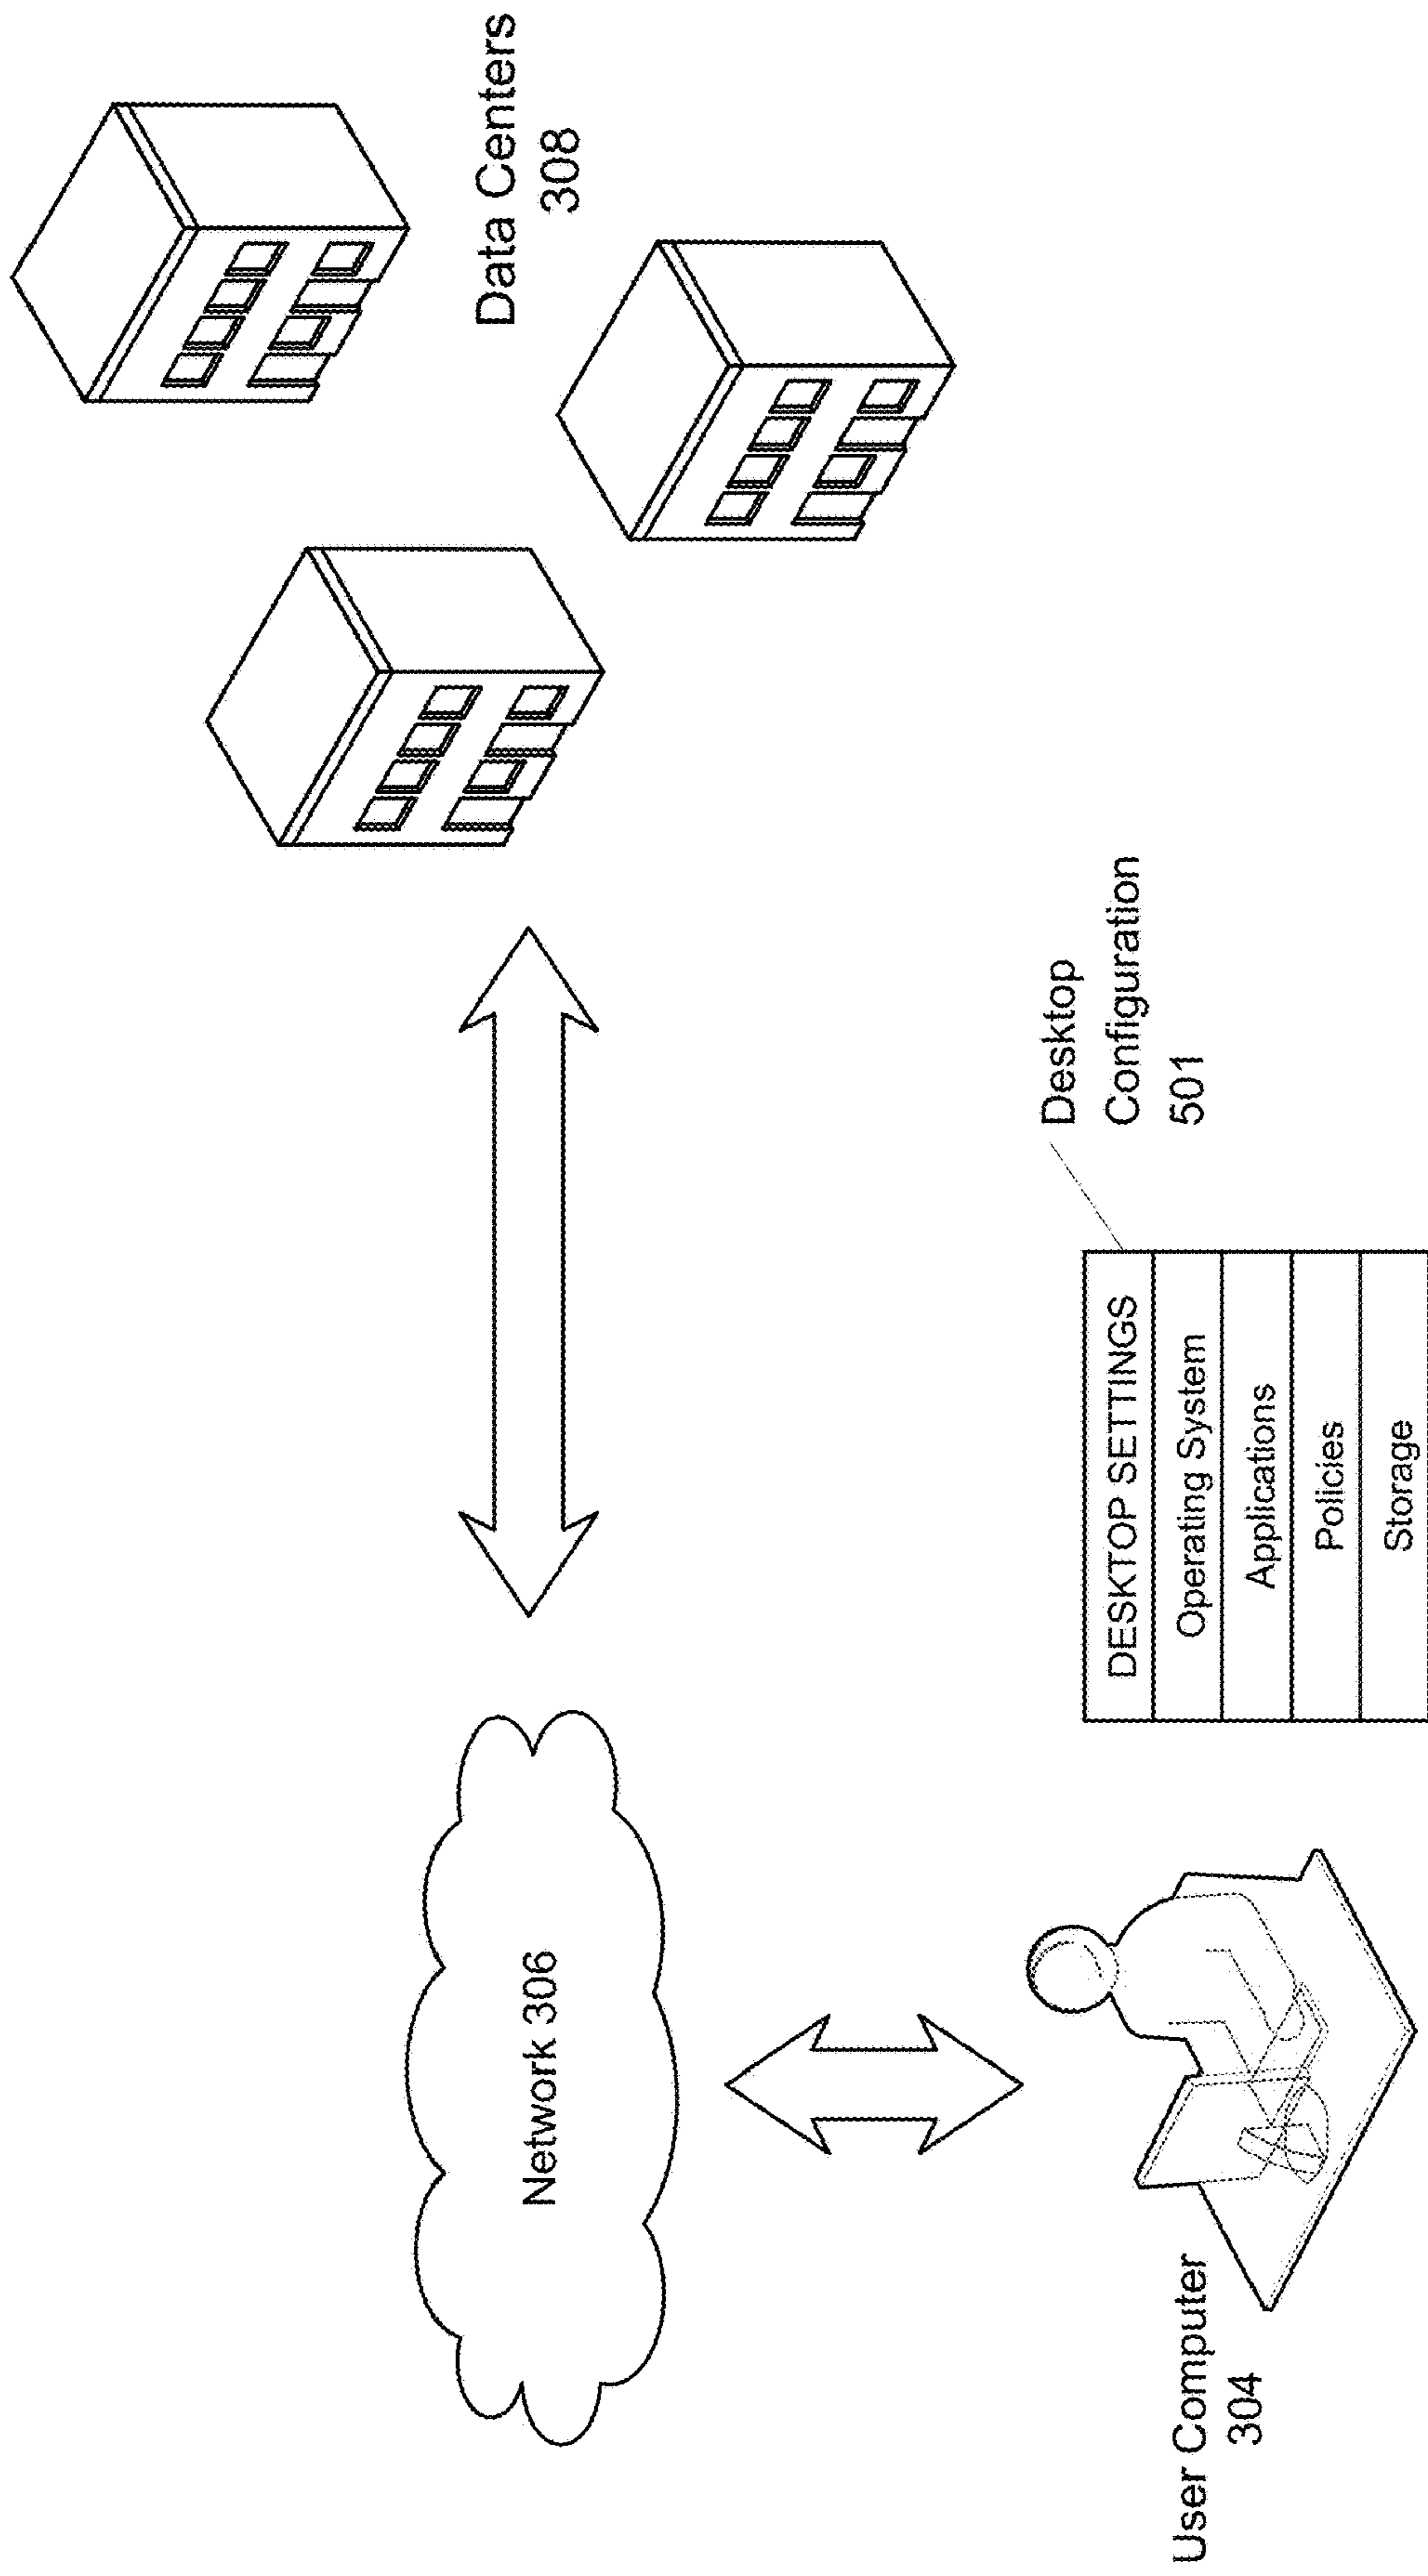 Data Centers
308
Network 306
Desktop
Configuration
501
DESKTOP SETTINGS
Operating System
Applications
Policies
Storage
User Computer
304